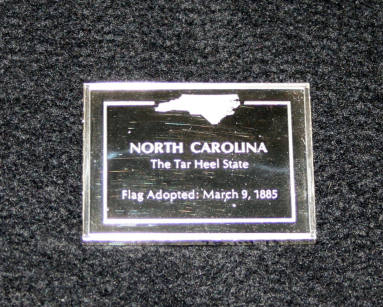 NORTH CAROLINA
The Tar Heel State
Flag Adopted: March 9, 1885